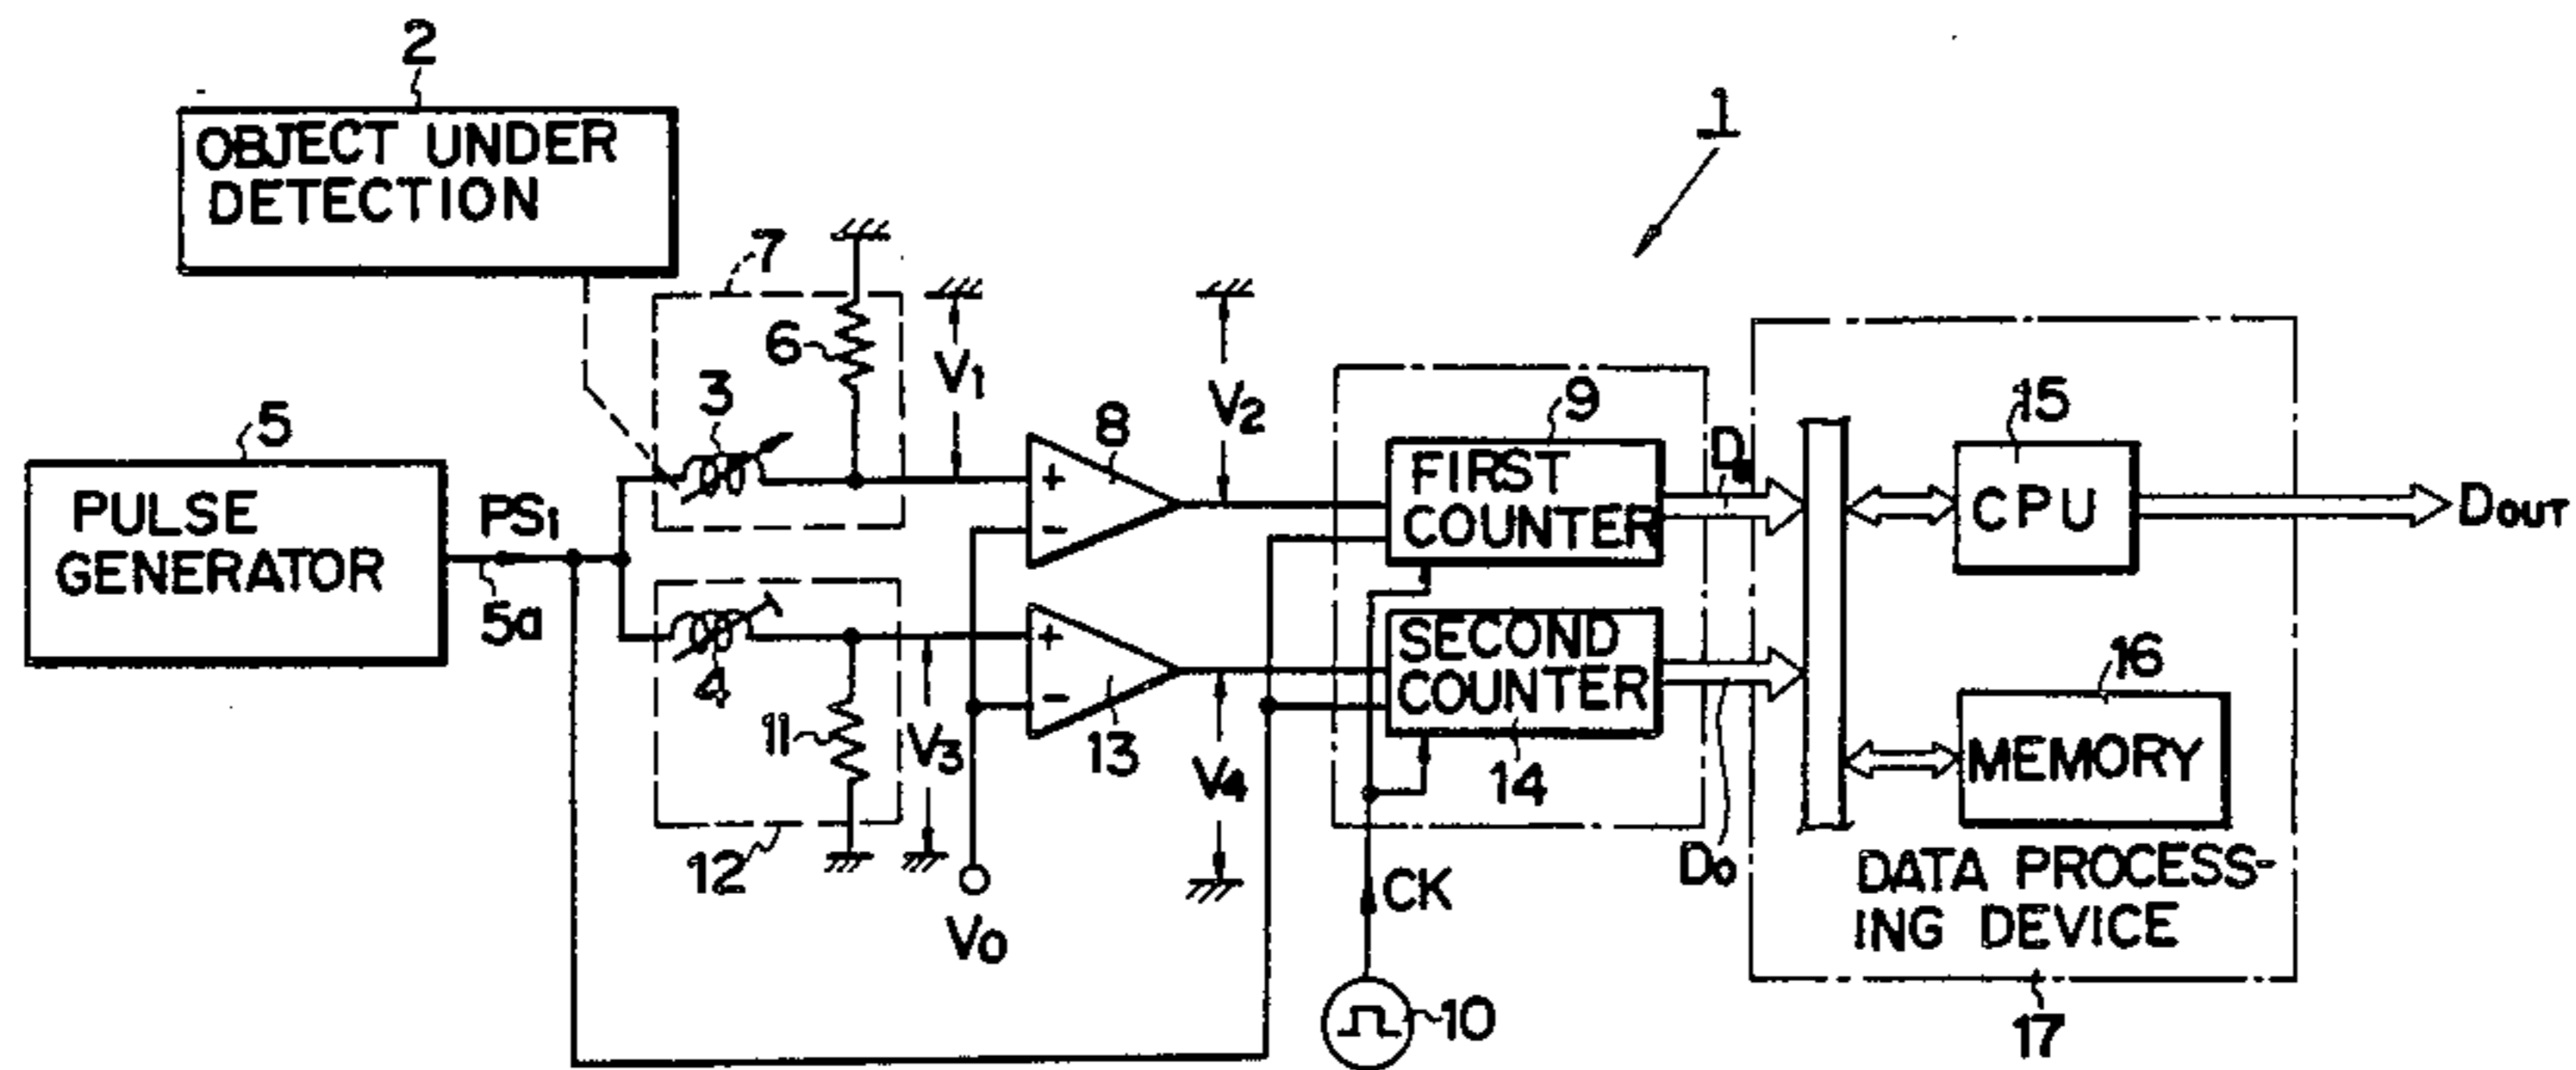 2
OBJECT UNDER
DETECTION
1
7
6
V1
V2
3
8
9
15
5
PULSE
GENERATOR
PSi
5a
FIRST
COUNTER
CPU
DOUT
4
11
V3
13
V4
SECOND
COUNTER
14
16
MEMORY
12
V0
CK
D0
DATA PROCESS-
ING DEVICE
10
17